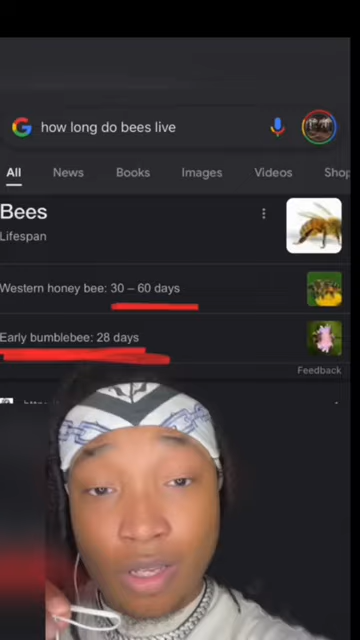 how long do bees live
All News Books Images Videos Shop
Bees
Lifespan
Western honey bee: 30 – 60 days
Early bumblebee: 28 days
Feedback